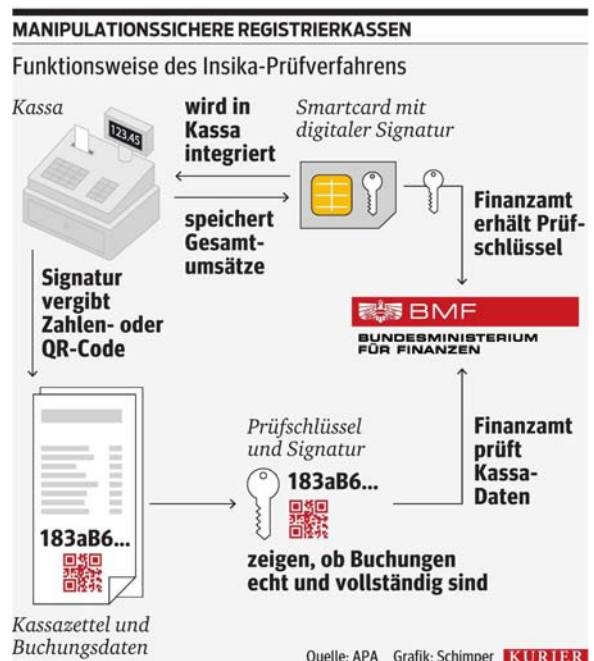 MANIPULATIONSSICHERE REGISTRIERKASSEN
Funktionsweise des Insika-Prüfverfahrens
Kassa
123.45
wird in
Kassa
integriert
Smartcard mit
digitaler Signatur
speichert
Gesamt-
umsätze
Finanzamt
erhält Prüf-
schlüssel
Signatur
vergibt
Zahlen- oder
QR-Code
BMF
BUNDESMINISTERIUM
FÜR FINANZEN
183aB6...
Kassazettel und
Buchungsdaten
Prüfschlüssel
und Signatur
183aB6...
zeigen, ob Buchungen
echt und vollständig sind
Finanzamt
prüft
Kassa-
Daten
Quelle: APA Grafik: Schimper KURIER